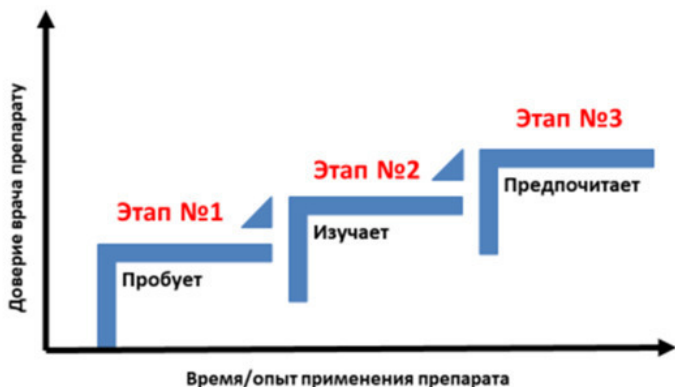 Доверие врача препарату
Этап №1
Пробует
Этап №2
Изучает
Этап №3
Предпочитает
Время/опыт применения препарата